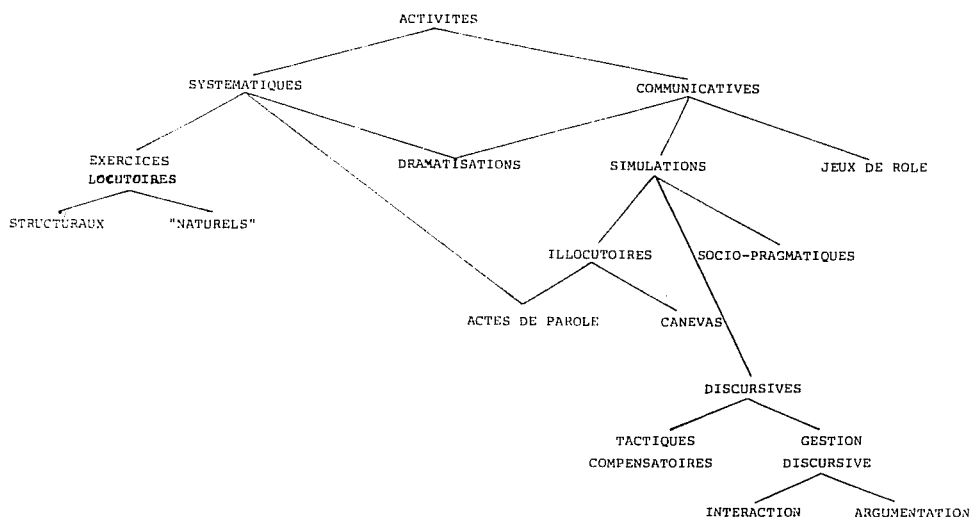 ACTIVITES
SYSTEMATIQUES
COMMUNICATIVES
EXERCICES
LOCUTOIRES
DRAMATISATIONS
SIMULATIONS
JEUX DE ROLE
STRUCTURAUX
"NATURELS"
ILLOCUTOIRES
SOCIO-PRAGMATIQUES
ACTES DE PAROLE
CANEVAS
DISCURSIVES
TACTIQUES
COMPENSATOIRES
GESTION
DISCURSIVE
INTERACTION
ARGUMENTATION